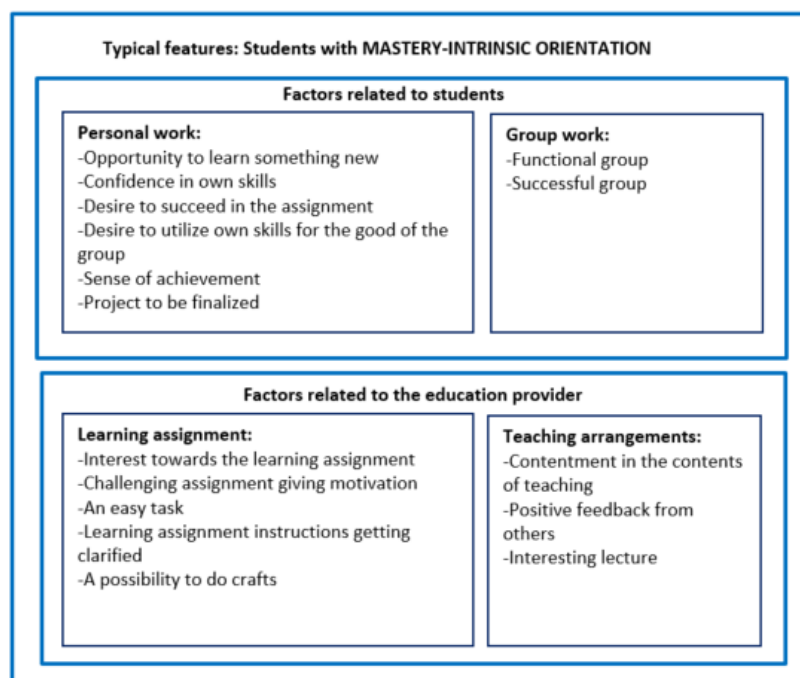 Typical features: Students with MASTERY-INTRINSIC ORIENTATION
Factors related to students
Personal work:
-Opportunity to learn something new
-Confidence in own skills
-Desire to succeed in the assignment
-Desire to utilize own skills for the good of the
group
-Sense of achievement
-Project to be finalized
Group work:
-Functional group
-Successful group
Factors related to the education provider
Learning assignment:
-Interest towards the learning assignment
-Challenging assignment giving motivation
-An easy task
-Learning assignment instructions getting
clarified
-A possibility to do crafts
Teaching arrangements:
-Contentment in the contents
of teaching
-Positive feedback from
others
-Interesting lecture